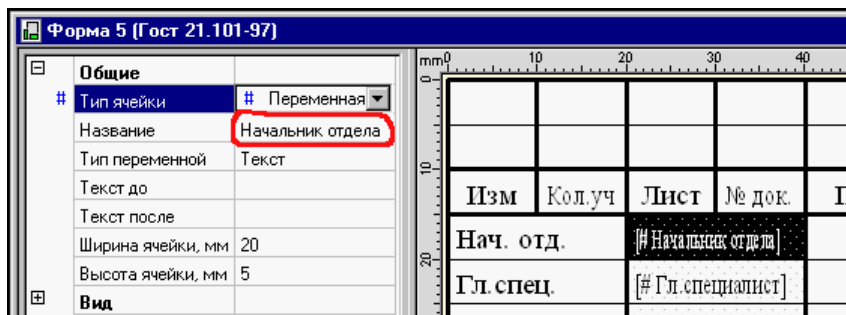 Форма 5 (Гост 21.101-97)
Общие
# Тип ячейки # Переменная
Название Начальник отдела
Тип переменной Текст
Текст до
Текст после
Ширина ячейки, мм 20
Высота ячейки, мм 5
Вид
mm 0 10 20 30 40
0
10
20
Изм Кол.уч Лист № док.
Нач. отд. [# Начальник отдела]
Гл.спец. [# Гл.специалист]